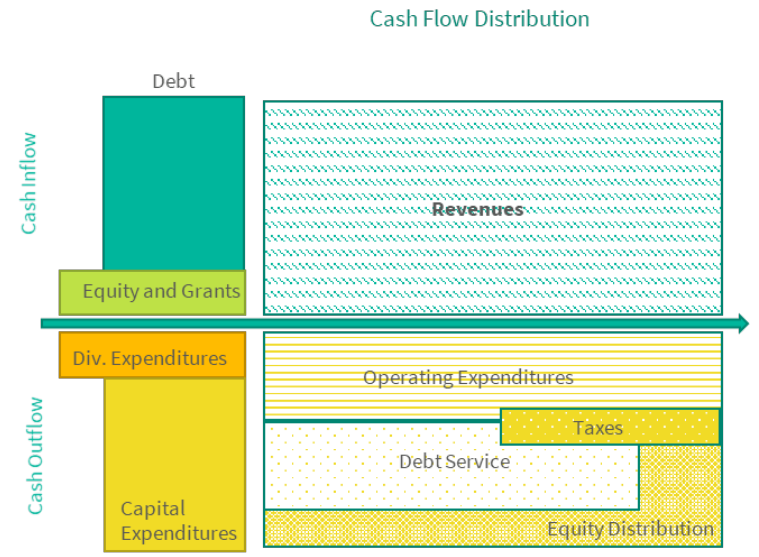 Cash Flow Distribution
Debt
Cash Inflow
Revenues
Equity and Grants
Div. Expenditures
Operating Expenditures
Taxes
Cash Outflow
Debt Service
Capital
Expenditures
Equity Distribution